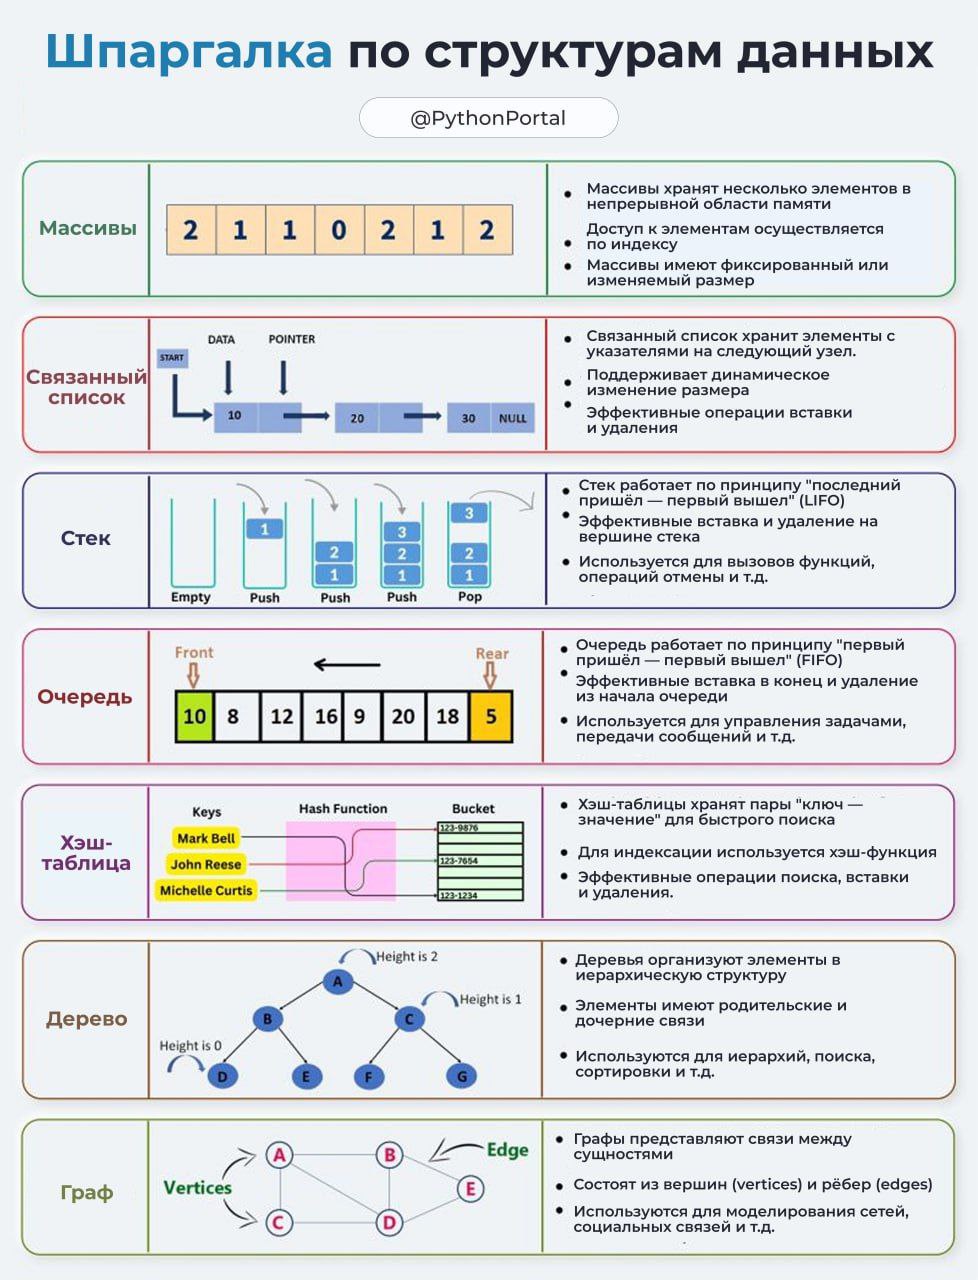 Шпаргалка по структурам данных
@PythonPortal
Массивы
2 1 1 0 2 1 2
Массивы хранят несколько элементов в
непрерывной области памяти
Доступ к элементам осуществляется
по индексу
Массивы имеют фиксированный или
изменяемый размер
Связанный
список
DATA POINTER
START
10
20
30 NULL
Связанный список хранит элементы с
указателями на следующий узел.
Поддерживает динамическое
изменение размера
Эффективные операции вставки
и удаления
Стек
1
2
1
3
2
1
3
2
1
Empty Push Push Push Pop
Стек работает по принципу "последний
пришёл — первый вышел" (LIFO)
Эффективные вставка и удаление на
вершине стека
Используется для вызовов функций,
операций отмены и т.д.
Очередь
Front Rear
10 8 12 16 9 20 18 5
Очередь работает по принципу "первый
пришёл — первый вышел" (FIFO)
Эффективные вставка в конец и удаление
из начала очереди
Используется для управления задачами,
передачи сообщений и т.д.
Хэш-
таблица
Keys Hash Function Bucket
Mark Bell
John Reese
Michelle Curtis
123-9876
123-7654
123-1234
Хэш-таблицы хранят пары "ключ —
значение" для быстрого поиска
Для индексации используется хэш-функция
Эффективные операции поиска, вставки
и удаления.
Дерево
Height is 2
A
Height is 1
B C
Height is 0
D E F G
Деревья организуют элементы в
иерархическую структуру
Элементы имеют родительские и
дочерние связи
Используются для иерархий, поиска,
сортировки и т.д.
Граф
Vertices
Edge
A B
E
C D
Графы представляют связи между
сущностями
Состоят из вершин (vertices) и рёбер (edges)
Используются для моделирования сетей,
социальных связей и т.д.